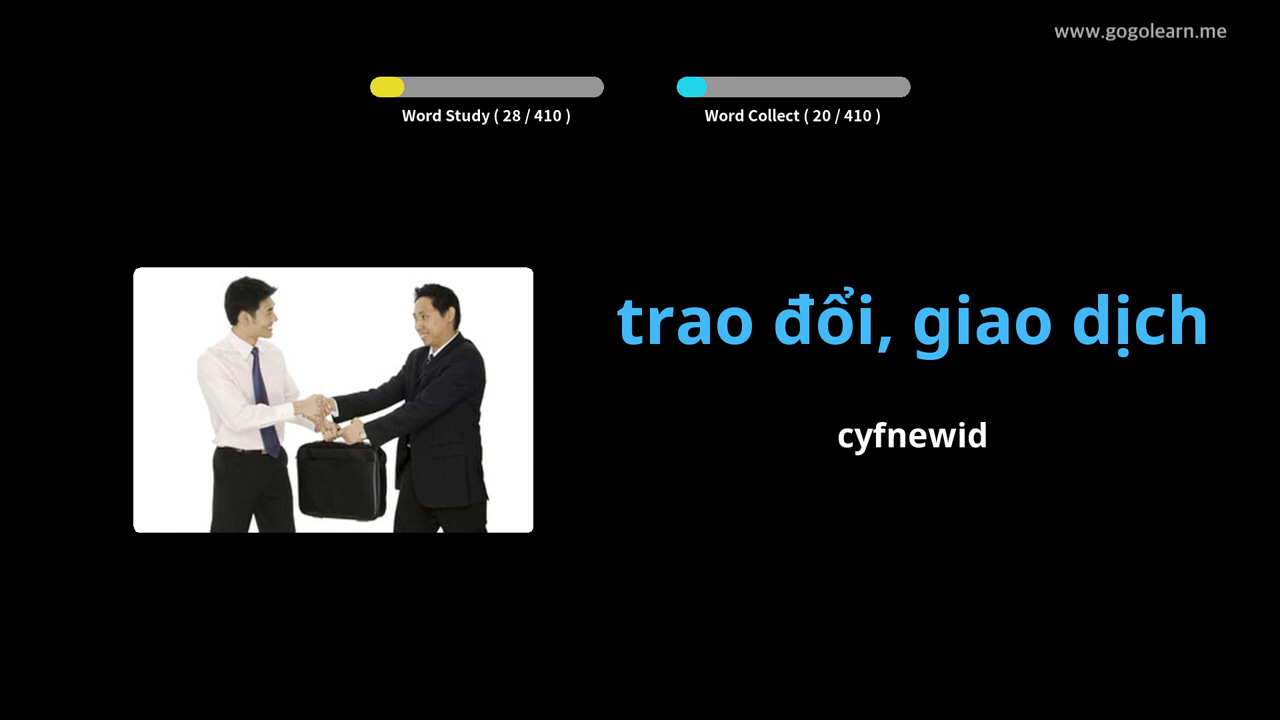 www.gogolearn.me
Word Study ( 28 / 410 )
Word Collect ( 20 / 410 )
trao đổi, giao dịch
cyfnewid